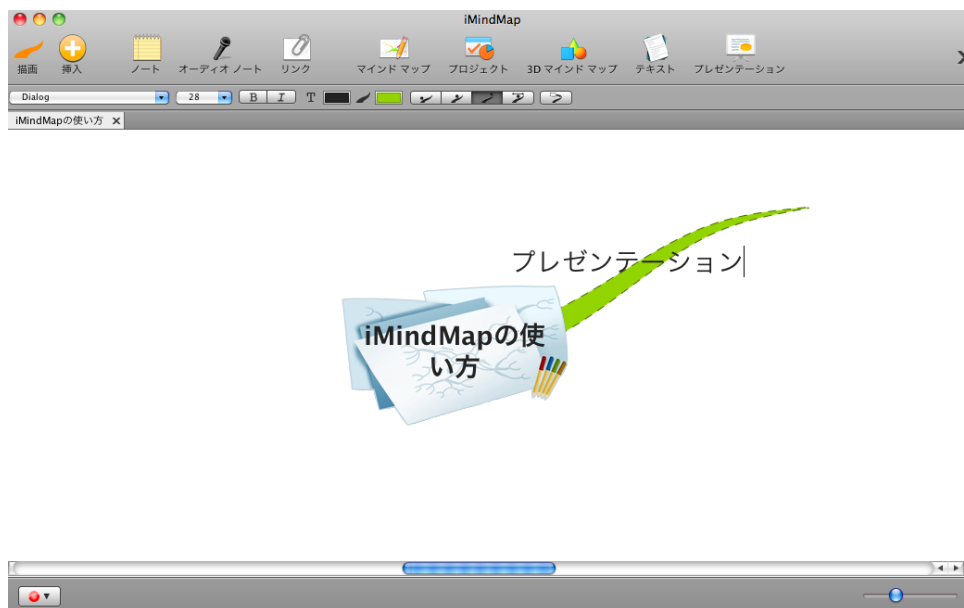 iMindMap
描画 挿入 ノート オーディオ ノート リンク マインド マップ プロジェクト 3D マインド マップ テキスト プレゼンテーション
Dialog 28 B I T
iMindMapの使い方
プレゼンテーション
iMindMapの使
い方